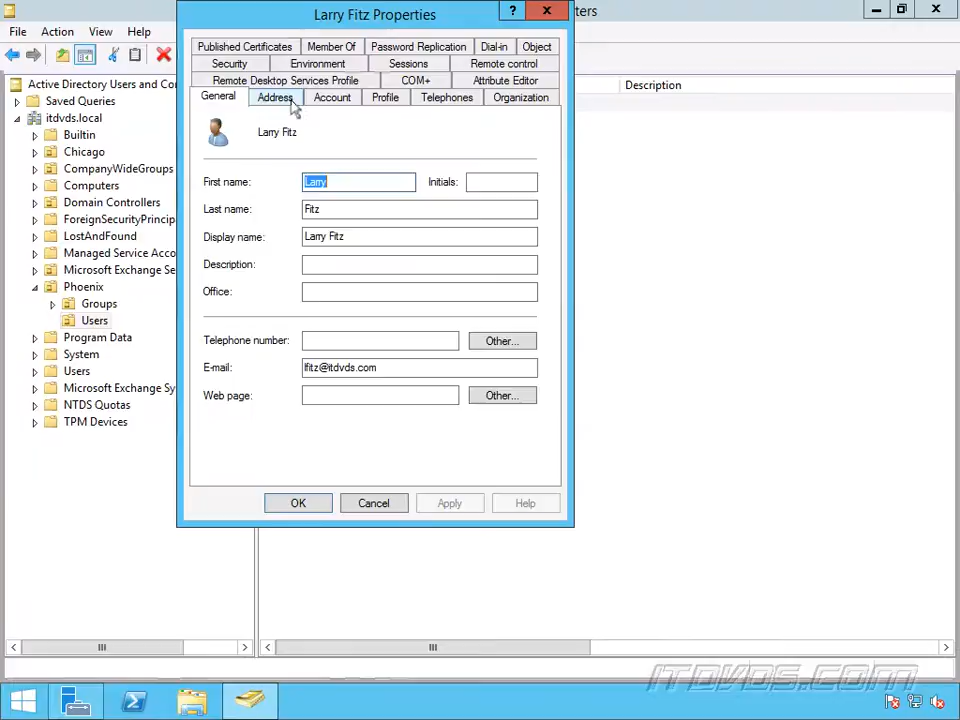 Larry Fitz Properties
?
ters
File Action View Help
Active Directory Users and Con
Saved Queries
itdvds.local
Builtin
Chicago
CompanyWideGroups
Computers
Domain Controllers
ForeignSecurityPrincip
LostAndFound
Managed Service Acco
Microsoft Exchange Se
Phoenix
Groups
Users
Program Data
System
Users
Microsoft Exchange Sy
NTDS Quotas
TPM Devices
Description
Published Certificates Member Of Password Replication Dial-in Object
Security Environment Sessions Remote control
Remote Desktop Services Profile COM+ Attribute Editor
General Address Account Profile Telephones Organization
Larry Fitz
First name: Larry Initials:
Last name: Fitz
Display name: Larry Fitz
Description:
Office:
Telephone number: Other...
E-mail: lfitz@itdvds.com
Web page: Other...
OK Cancel Apply Help
ITDVDS.COM